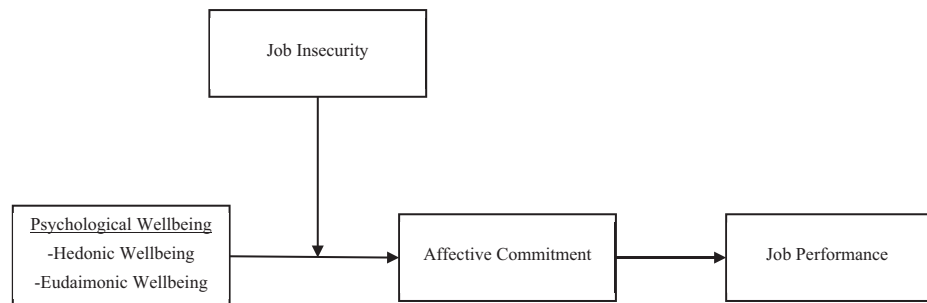 Job Insecurity
Psychological Wellbeing
-Hedonic Wellbeing
-Eudaimonic Wellbeing
Affective Commitment
Job Performance